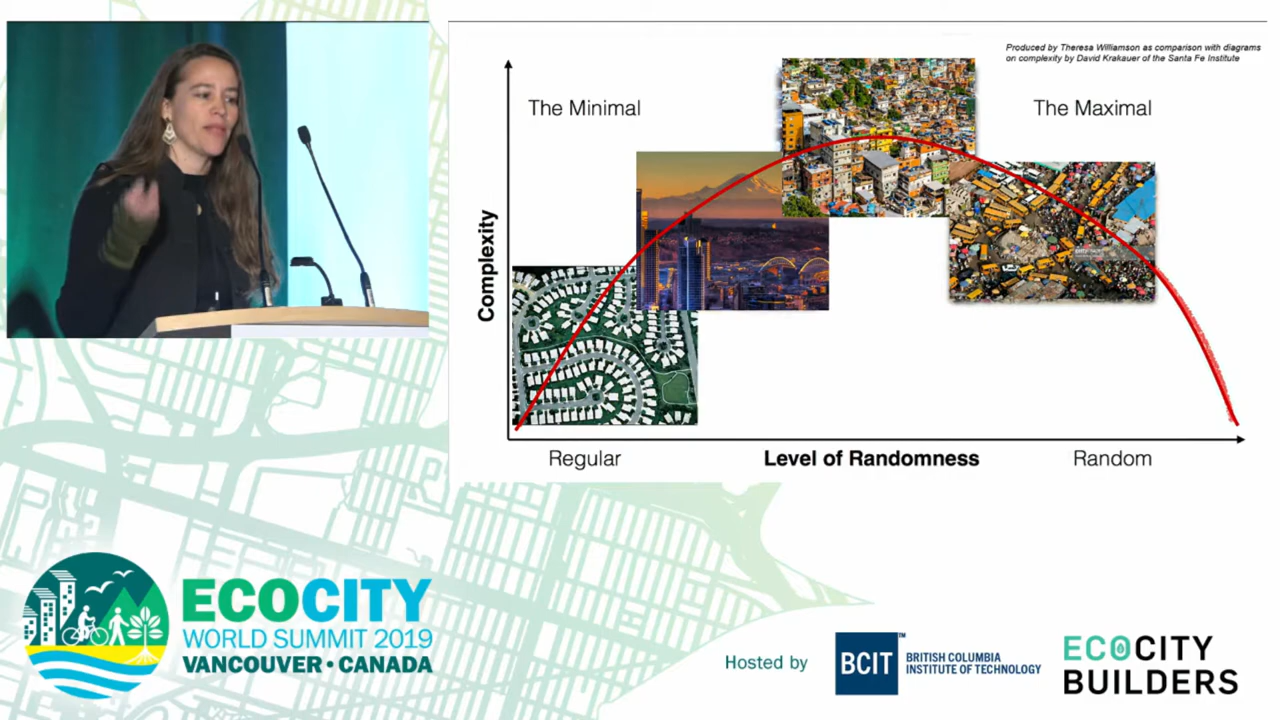 Produced by Theresa Williamson as comparison with diagrams
on complexity by David Krakauer of the Santa Fe Institute
The Minimal
The Maximal
Complexity
Regular
Level of Randomness
Random
ECOCITY
WORLD SUMMIT 2019
VANCOUVER • CANADA
Hosted by
BCIT™
BRITISH COLUMBIA
INSTITUTE OF TECHNOLOGY
ECOCITY
BUILDERS